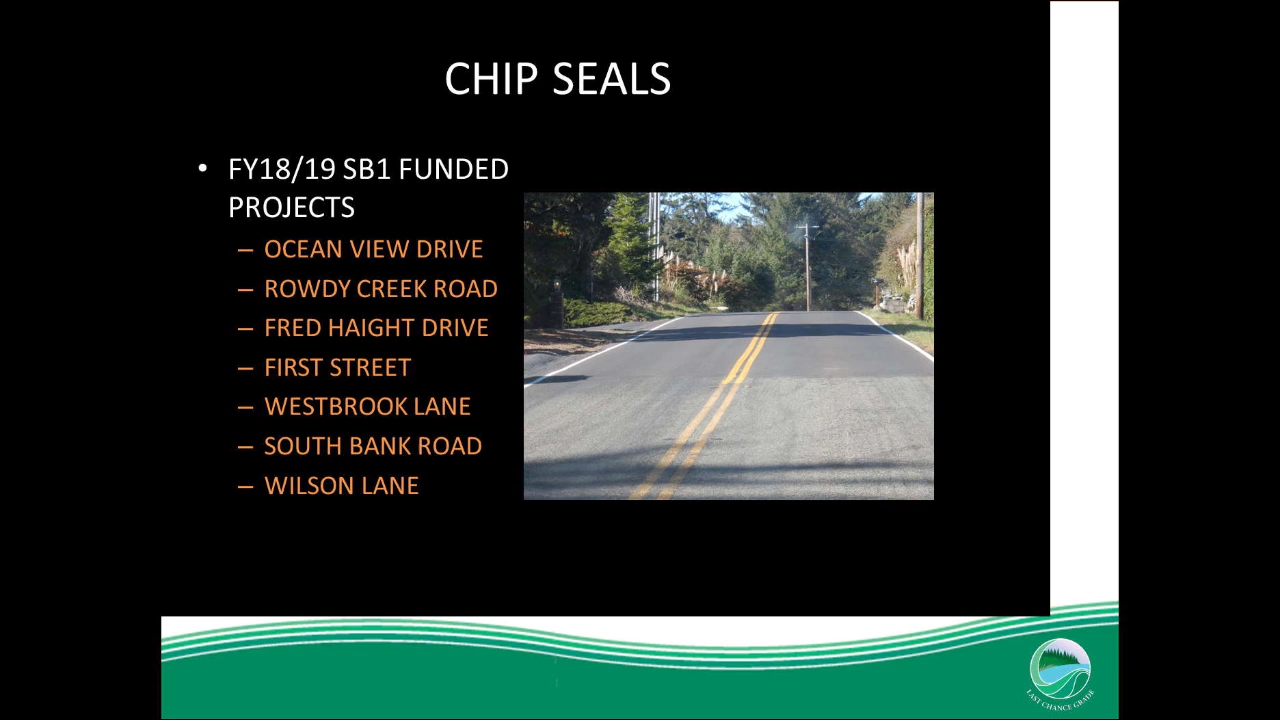 CHIP SEALS
• FY18/19 SB1 FUNDED
PROJECTS
– OCEAN VIEW DRIVE
– ROWDY CREEK ROAD
– FRED HAIGHT DRIVE
– FIRST STREET
– WESTBROOK LANE
– SOUTH BANK ROAD
– WILSON LANE
LAST CHANCE GRADE